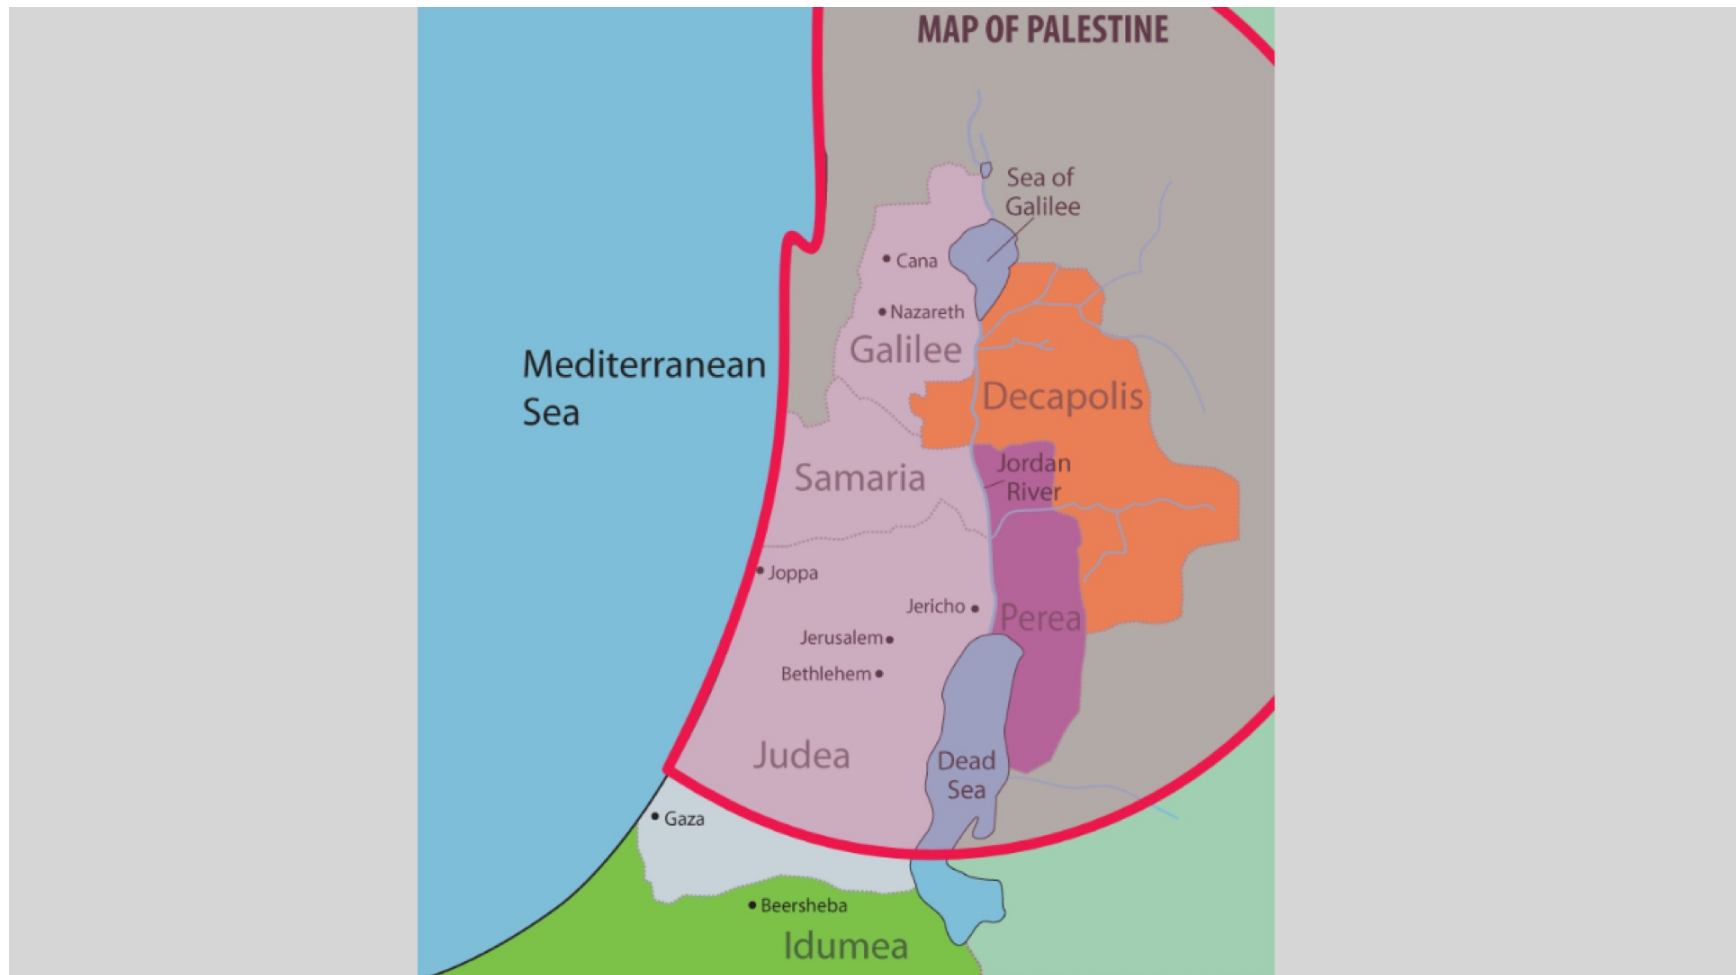 MAP OF PALESTINE
Sea of
Galilee
Cana
Nazareth
Galilee
Mediterranean
Sea
Decapolis
Jordan
River
Samaria
Joppa
Jericho
Perea
Jerusalem
Bethlehem
Judea
Dead
Sea
Gaza
Beersheba
Idumea